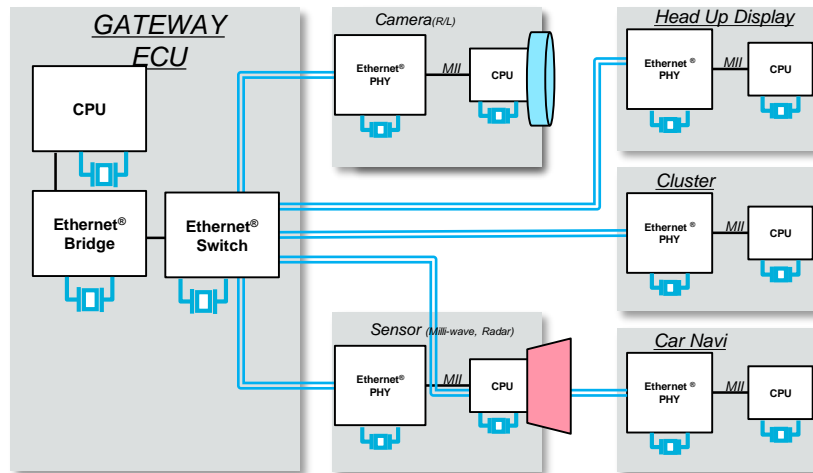 GATEWAY
ECU
CPU
Ethernet®
Bridge
Ethernet®
Switch
Camera(R/L)
Ethernet®
PHY
MII
CPU
Sensor (Milli-wave, Radar)
Ethernet®
PHY
MII
CPU
Head Up Display
Ethernet ®
PHY
MII
CPU
Cluster
Ethernet ®
PHY
MII
CPU
Car Navi
Ethernet ®
PHY
MII
CPU